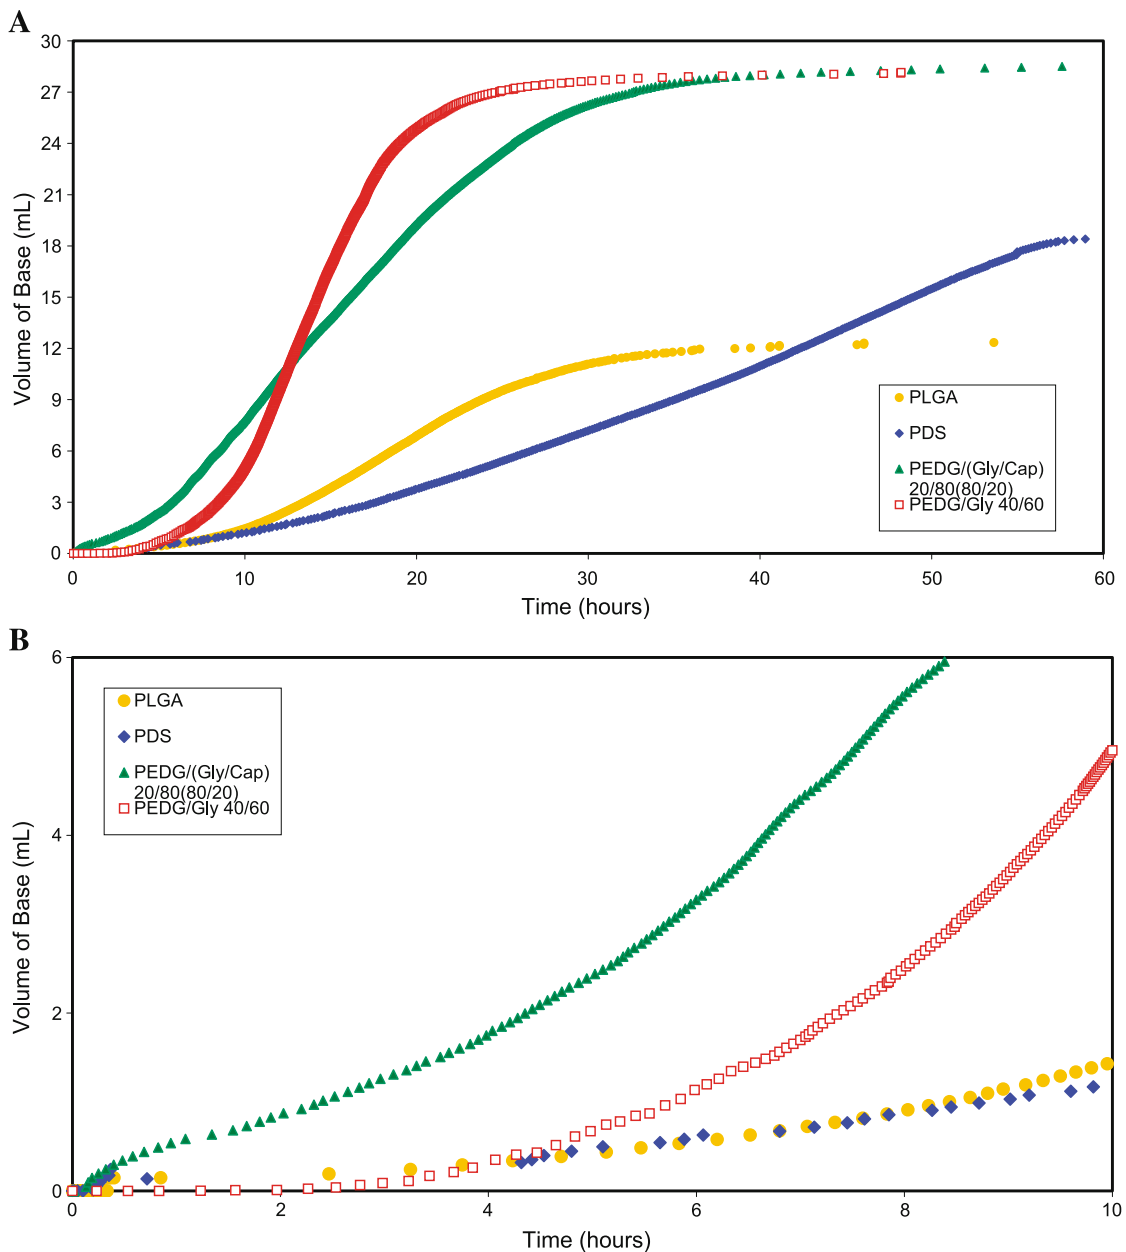 A
30
27
24
21
18
15
12
9
6
3
0
Volume of Base (mL)
PLGA
PDS
PEDG/(Gly/Cap)
20/80(80/20)
PEDG/Gly 40/60
0 10 20 30 40 50 60
Time (hours)
B
6
4
2
0
Volume of Base (mL)
PLGA
PDS
PEDG/(Gly/Cap)
20/80(80/20)
PEDG/Gly 40/60
0 2 4 6 8 10
Time (hours)